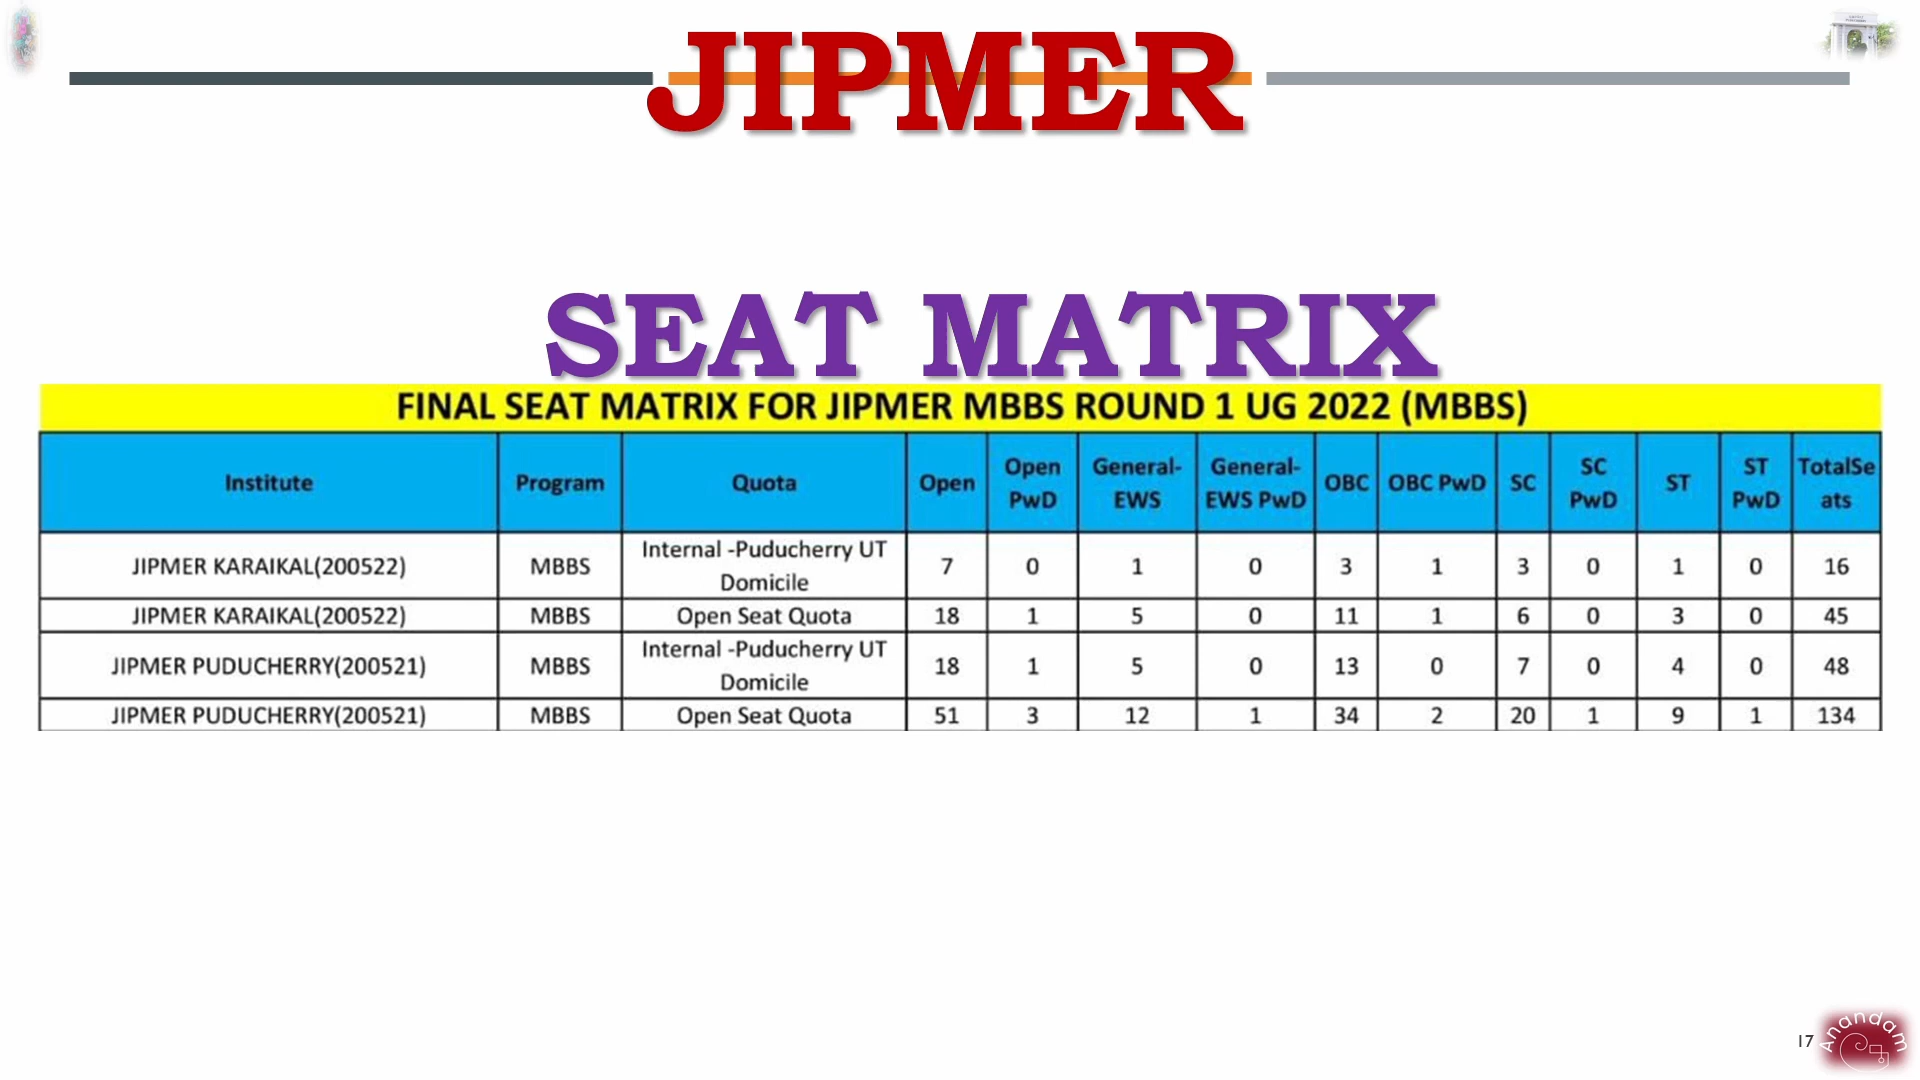 JIPMER
SEAT MATRIX
FINAL SEAT MATRIX FOR JIPMER MBBS ROUND 1 UG 2022 (MBBS)
Institute Program Quota Open Open PwD General-EWS General-EWS PwD OBC OBC PwD SC SC PwD ST ST PwD TotalSeats
JIPMER KARAIKAL(200522) MBBS Internal -Puducherry UT Domicile 7 0 1 0 3 1 3 0 1 0 16
JIPMER KARAIKAL(200522) MBBS Open Seat Quota 18 1 5 0 11 1 6 0 3 0 45
JIPMER PUDUCHERRY(200521) MBBS Internal -Puducherry UT Domicile 18 1 5 0 13 0 7 0 4 0 48
JIPMER PUDUCHERRY(200521) MBBS Open Seat Quota 51 3 12 1 34 2 20 1 9 1 134
17
Anandam